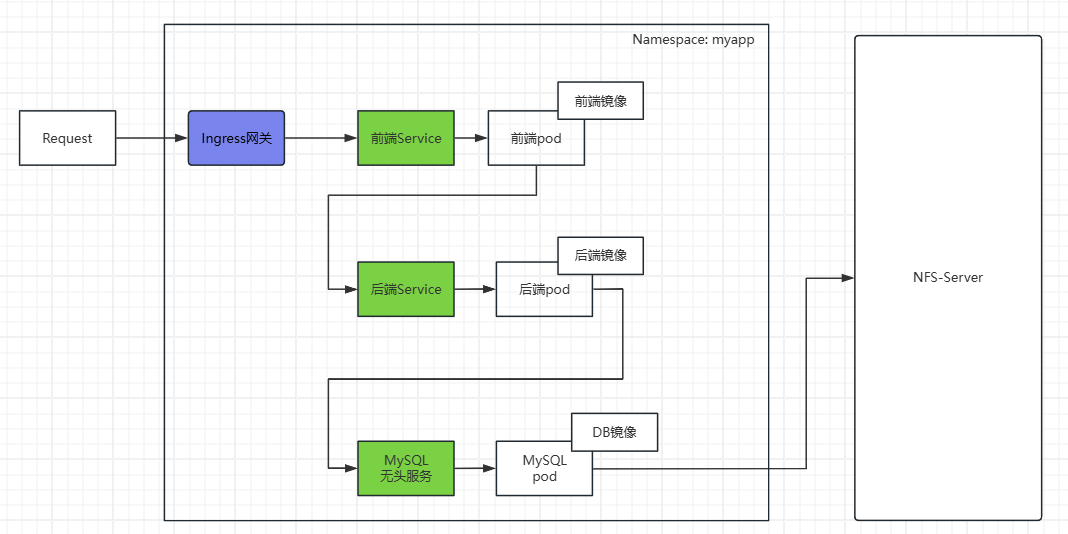 Namespace: myapp
前端镜像
Request
Ingress网关
前端Service
前端pod
后端镜像
后端Service
后端pod
NFS-Server
DB镜像
MySQL
无头服务
MySQL
pod